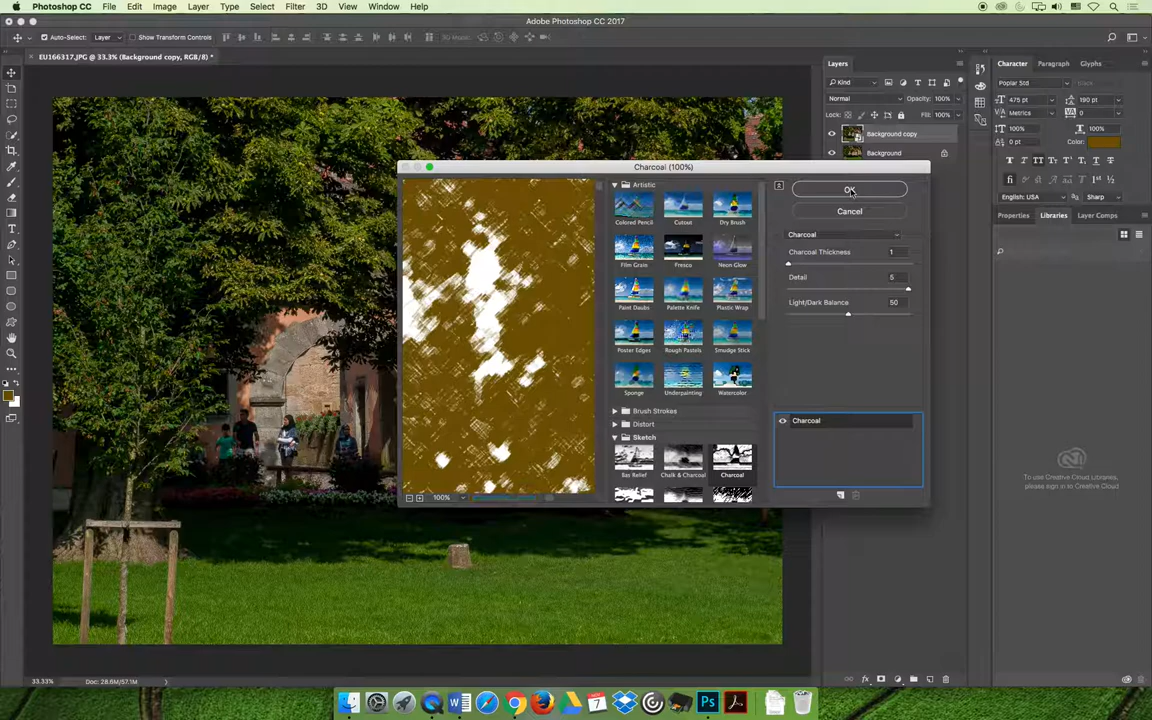 Photoshop CC File Edit Image Layer Type Select Filter 3D View Window Help
Adobe Photoshop CC 2017
Auto-Select: Layer Show Transform Controls 3D Mode:
EU166317.JPG @ 33.3% (Background copy, RGB/8) *
Layers
Kind
Normal Opacity: 100%
Lock: Fill: 100%
Background copy
Background
Character Paragraph Glyphs
Poplar Std
475 pt 190 pt
Metrics 0
100% 100%
0 pt Color:
English: USA Sharp
Properties Libraries Layer Comps
To use Creative Cloud Libraries,
please sign in to Creative Cloud
Charcoal (100%)
Artistic
Colored Pencil Cutout Dry Brush
Film Grain Fresco Neon Glow
Paint Daubs Palette Knife Plastic Wrap
Poster Edges Rough Pastels Smudge Stick
Sponge Underpainting Watercolor
Brush Strokes
Distort
Sketch
Bas Relief Chalk & Charcoal Charcoal
100%
OK
Cancel
Charcoal
Charcoal Thickness 1
Detail 5
Light/Dark Balance 50
Charcoal
33.33% Doc: 28.6M/57.1M
7
Ps